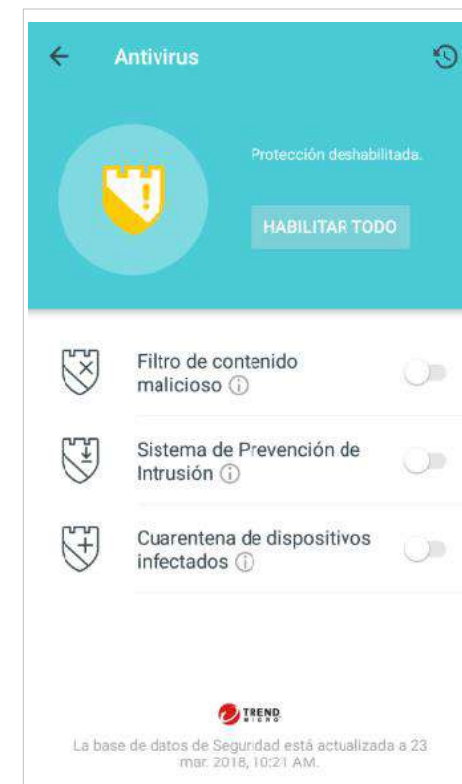 Antivirus
Protección deshabilitada.
HABILITAR TODO
Filtro de contenido
malicioso
Sistema de Prevención de
Intrusión
Cuarentena de dispositivos
infectados
TREND
MICRO
La base de datos de Seguridad está actualizada a 23
mar. 2018, 10:21 AM.